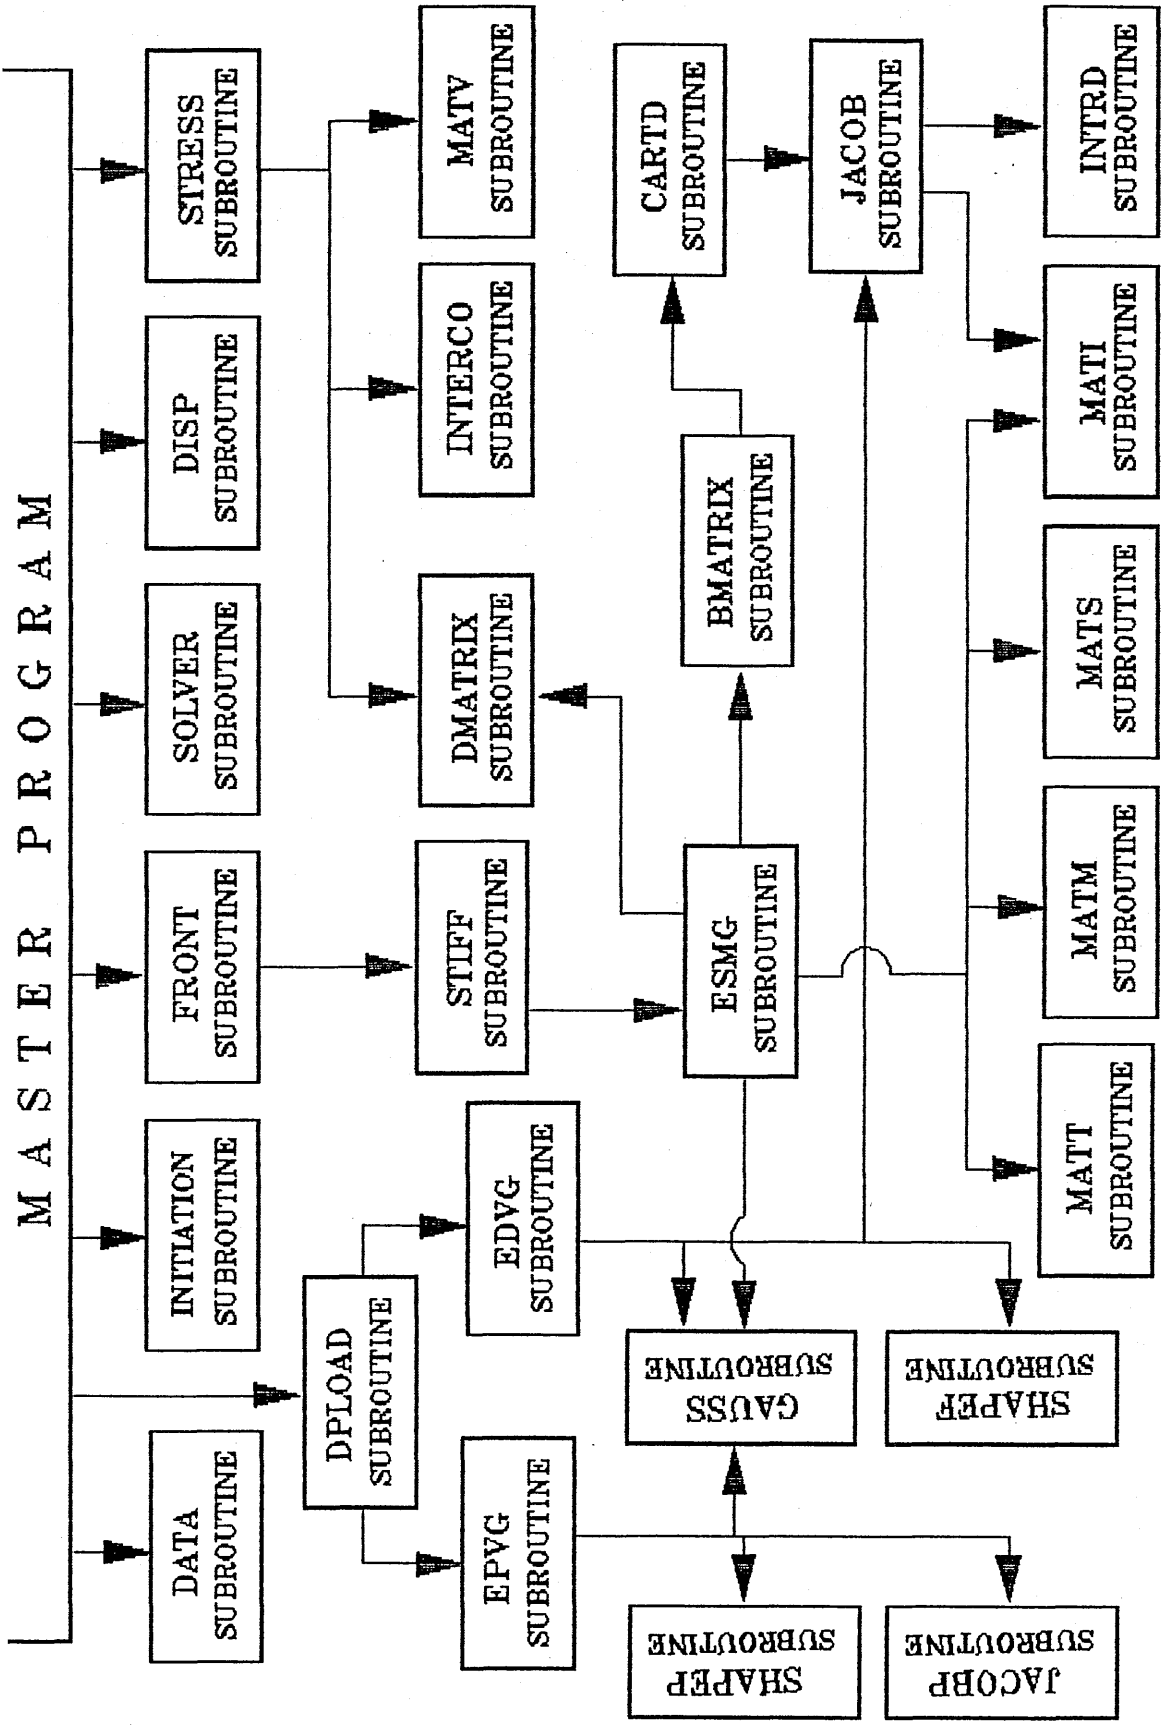 MASTER PROGRAM
DATA
SUBROUTINE
DPLOAD
SUBROUTINE
INITIATION
SUBROUTINE
FRONT
SUBROUTINE
SOLVER
SUBROUTINE
DISP
SUBROUTINE
STRESS
SUBROUTINE
EPVG
SUBROUTINE
EDVG
SUBROUTINE
STIFF
SUBROUTINE
DMATRIX
SUBROUTINE
INTERCO
SUBROUTINE
MATV
SUBROUTINE
SHAPEP
SUBROUTINE
GAUSS
SUBROUTINE
ESMG
SUBROUTINE
BMATRIX
SUBROUTINE
CARTD
SUBROUTINE
JACOBP
SUBROUTINE
SHAPEF
SUBROUTINE
JACOB
SUBROUTINE
MATT
SUBROUTINE
MATM
SUBROUTINE
MATS
SUBROUTINE
MATI
SUBROUTINE
INTRD
SUBROUTINE